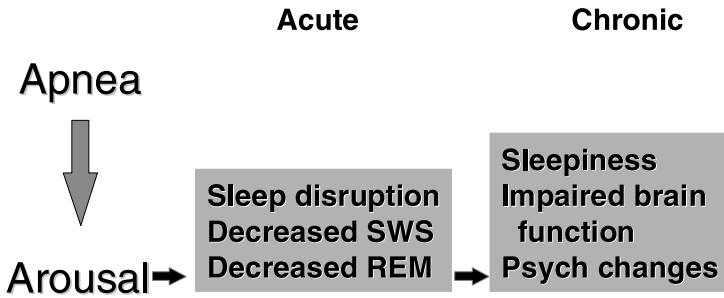 Acute
Chronic
Apnea
Arousal
Sleep disruption
Decreased SWS
Decreased REM
Sleepiness
Impaired brain
function
Psych changes